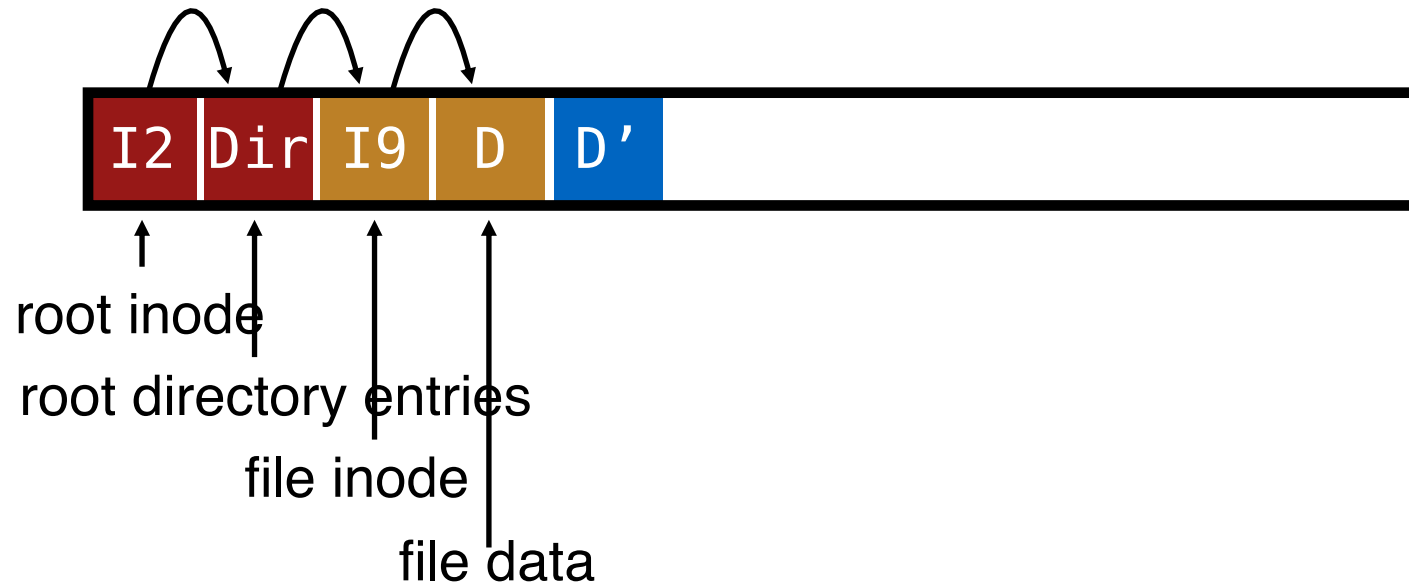 I2 Dir I9 D D’
root inode
root directory entries
file inode
file data